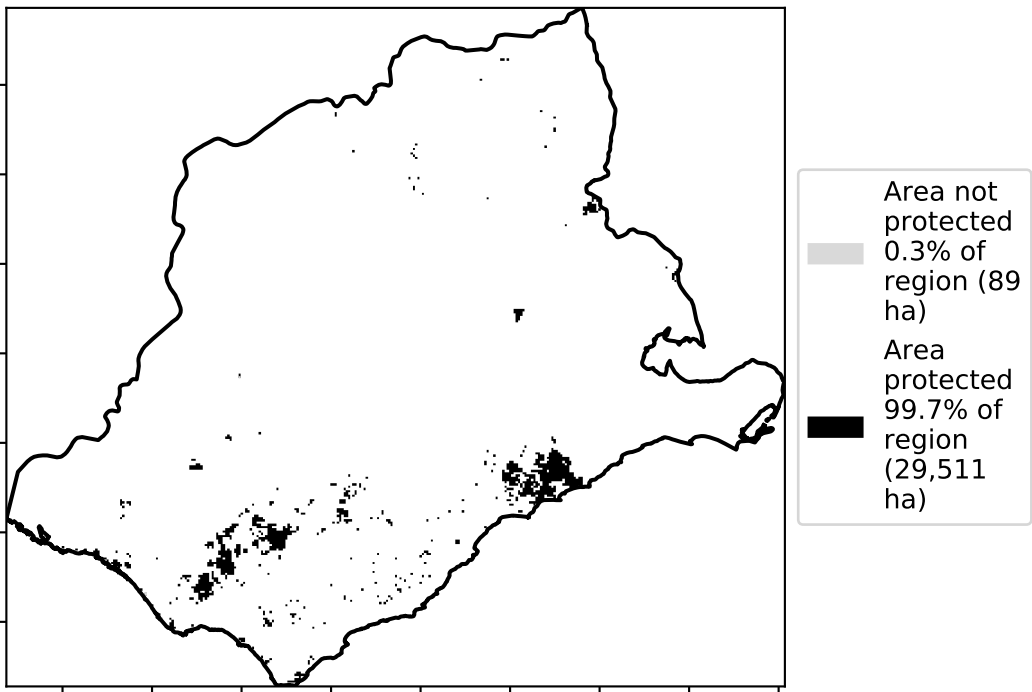 Area not
protected
0.3% of
region (89
ha)
Area
protected
99.7% of
region
(29,511
ha)